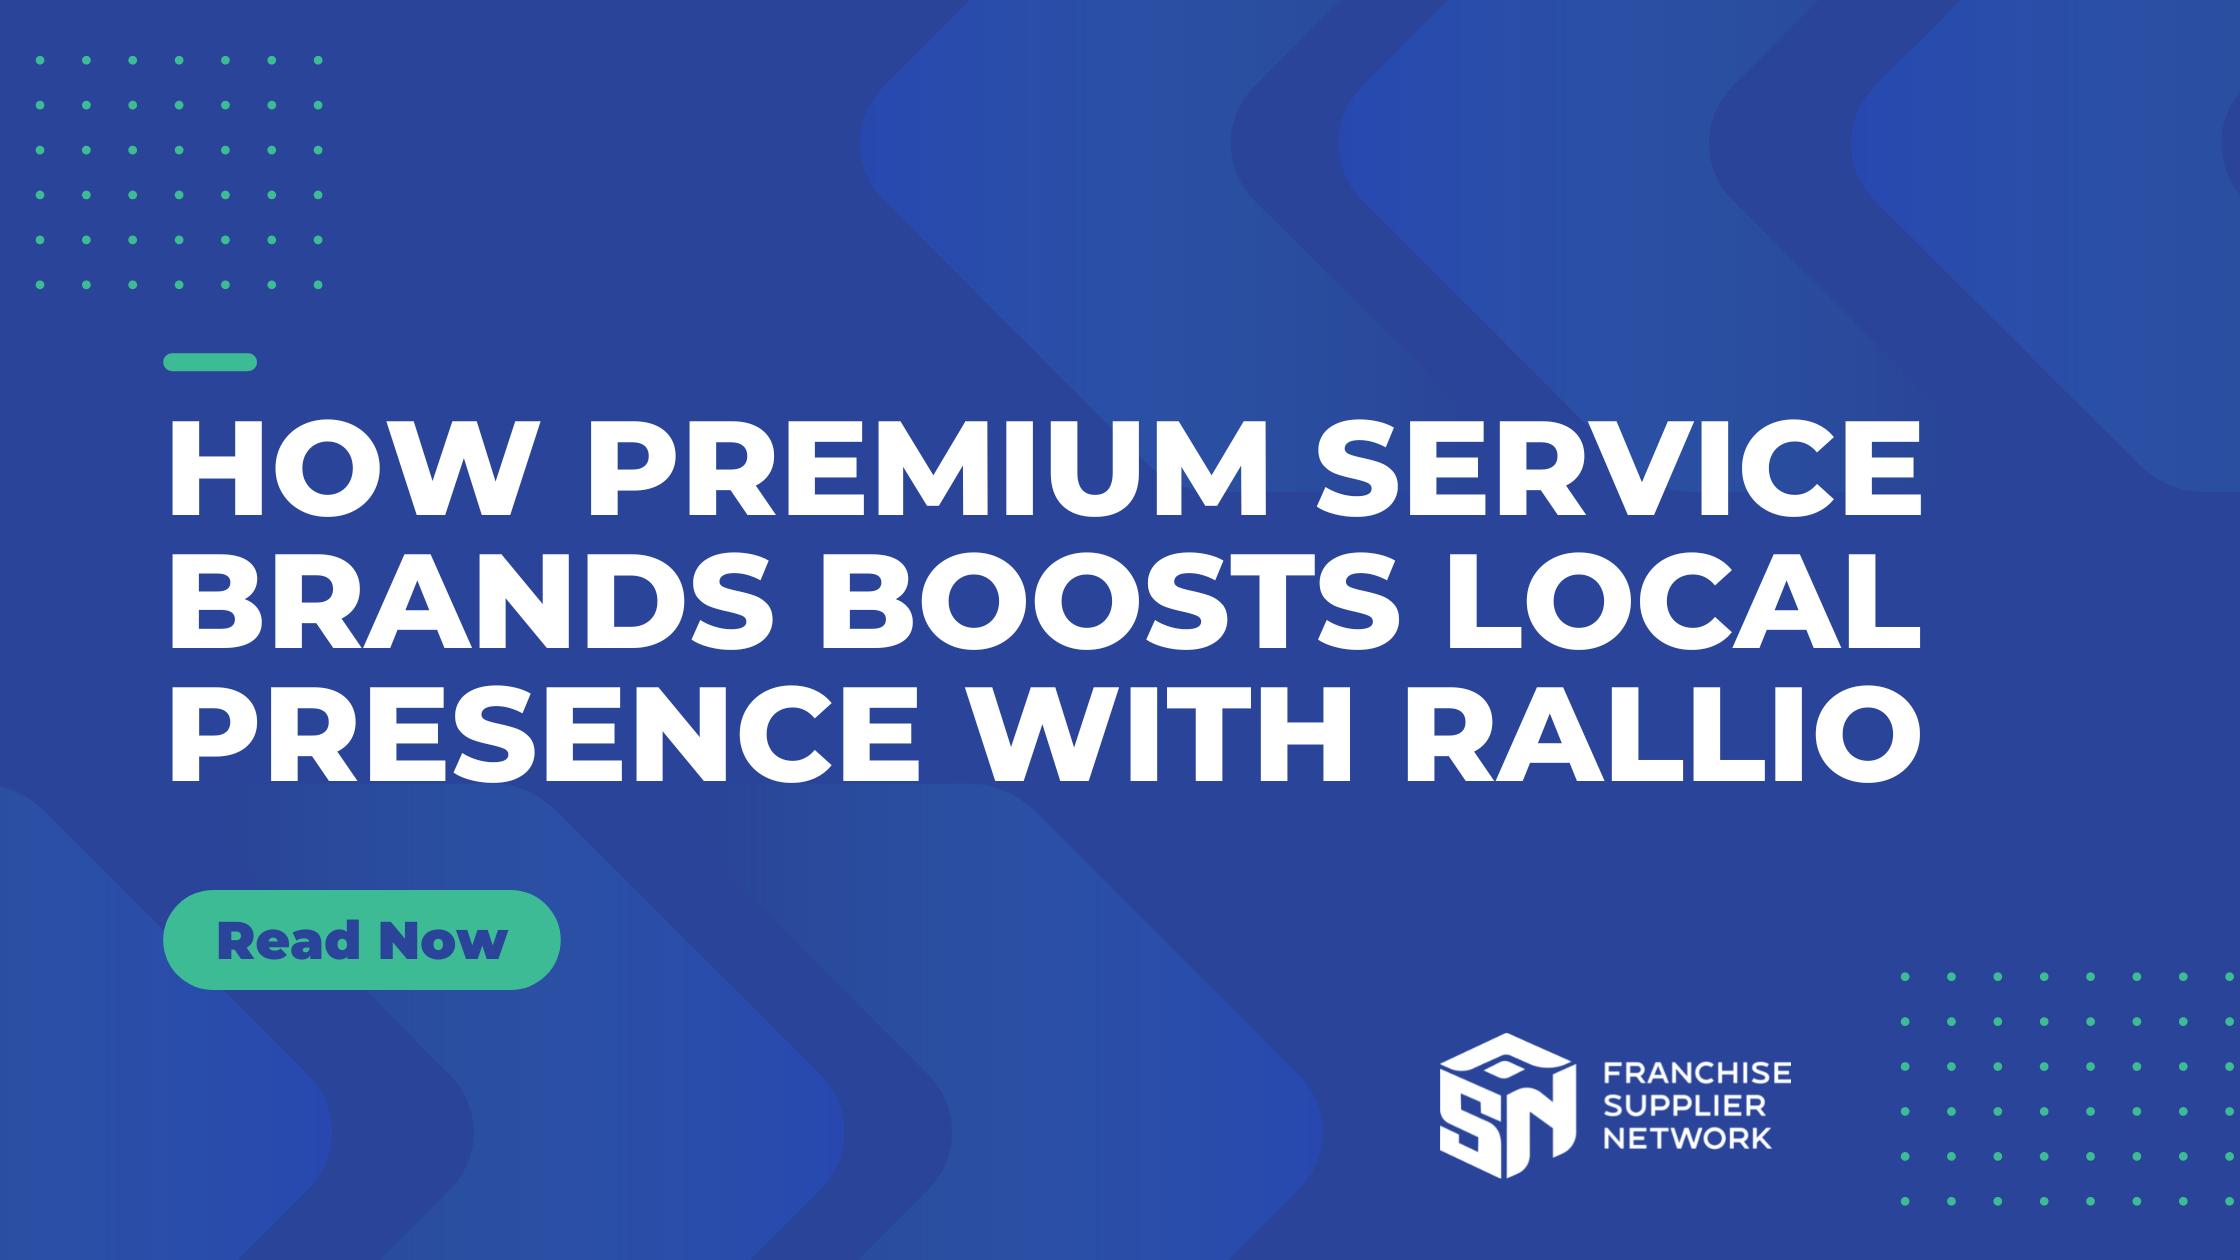 HOW PREMIUM SERVICE
BRANDS BOOSTS LOCAL
PRESENCE WITH RALLIO
Read Now
FRANCHISE
SUPPLIER
NETWORK